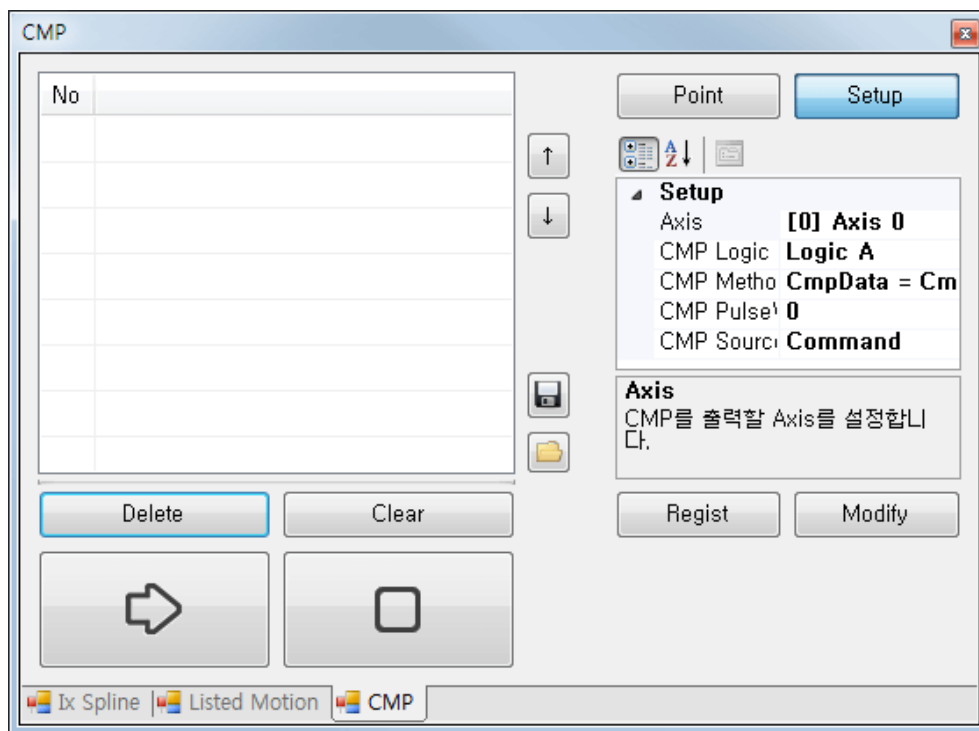 CMP
No
Point Setup
↑
↓
Setup
Axis [0] Axis 0
CMP Logic Logic A
CMP Metho CmpData = Cm
CMP Pulse 0
CMP Sourc Command
Axis
CMP를 출력할 Axis를 설정합니
다.
Delete Clear Regist Modify
Ix Spline Listed Motion CMP